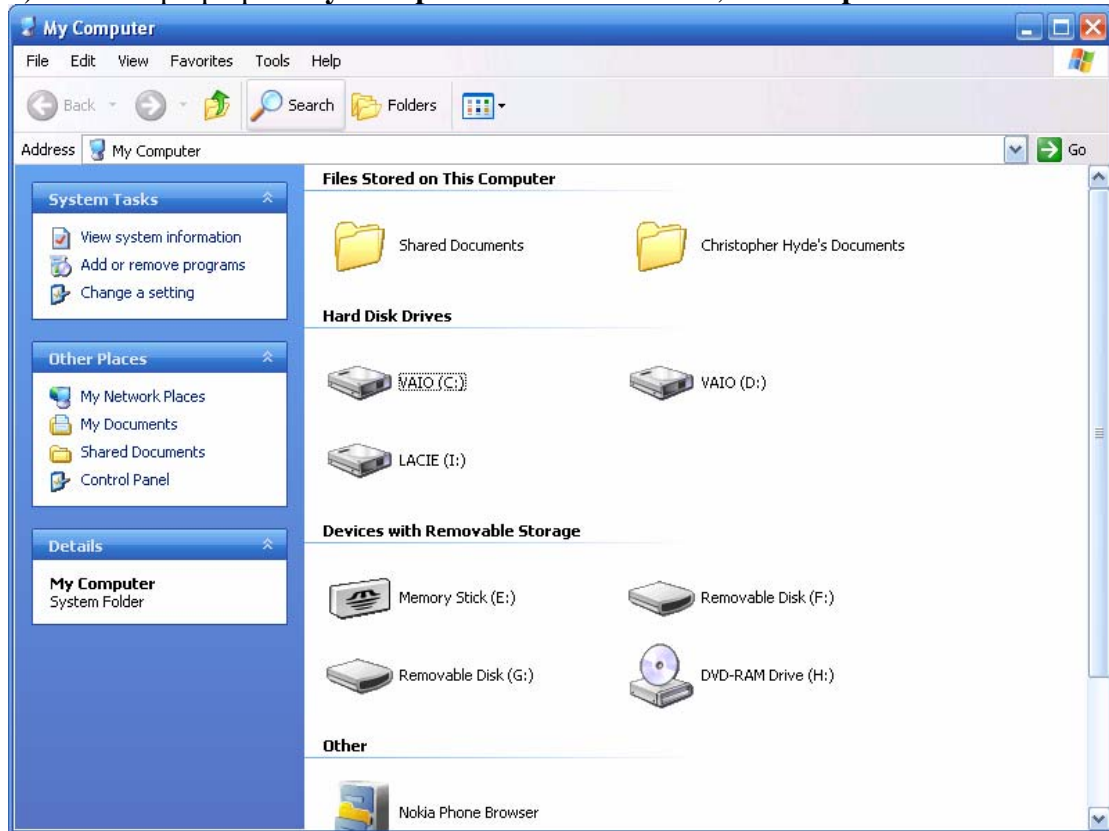 My Computer
File Edit View Favorites Tools Help
Back Search Folders
Address My Computer Go
System Tasks
View system information
Add or remove programs
Change a setting
Other Places
My Network Places
My Documents
Shared Documents
Control Panel
Details
My Computer
System Folder
Files Stored on This Computer
Shared Documents
Christopher Hyde's Documents
Hard Disk Drives
VAIO (C:)
VAIO (D:)
LACIE (I:)
Devices with Removable Storage
Memory Stick (E:)
Removable Disk (F:)
Removable Disk (G:)
DVD-RAM Drive (H:)
Other
Nokia Phone Browser